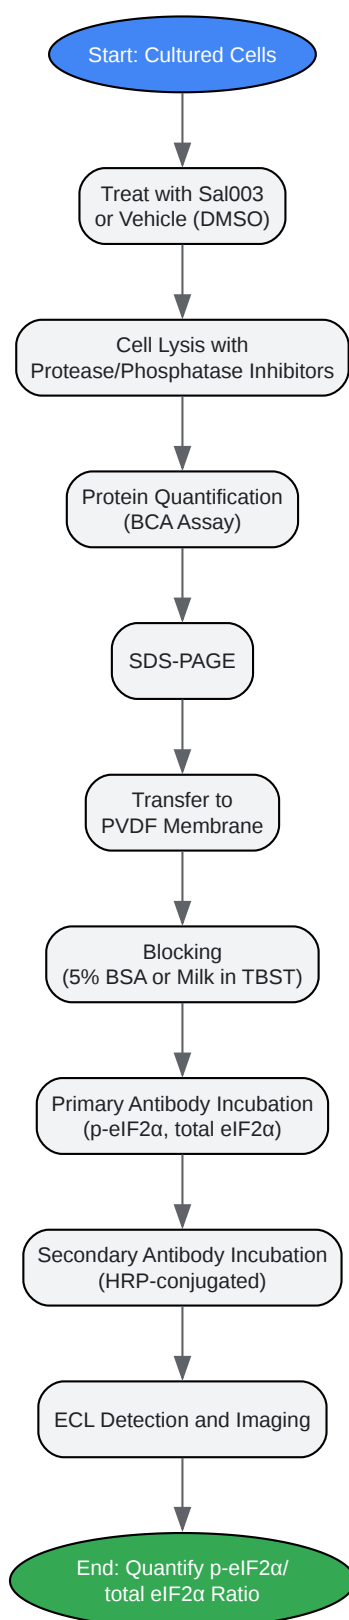 Start: Cultured Cells
Treat with Sal003
or Vehicle (DMSO)
Cell Lysis with
Protease/Phosphatase Inhibitors
Protein Quantification
(BCA Assay)
SDS-PAGE
Transfer to
PVDF Membrane
Blocking
(5% BSA or Milk in TBST)
Primary Antibody Incubation
(p-eIF2α, total eIF2α)
Secondary Antibody Incubation
(HRP-conjugated)
ECL Detection and Imaging
End: Quantify p-eIF2α/
total eIF2α Ratio